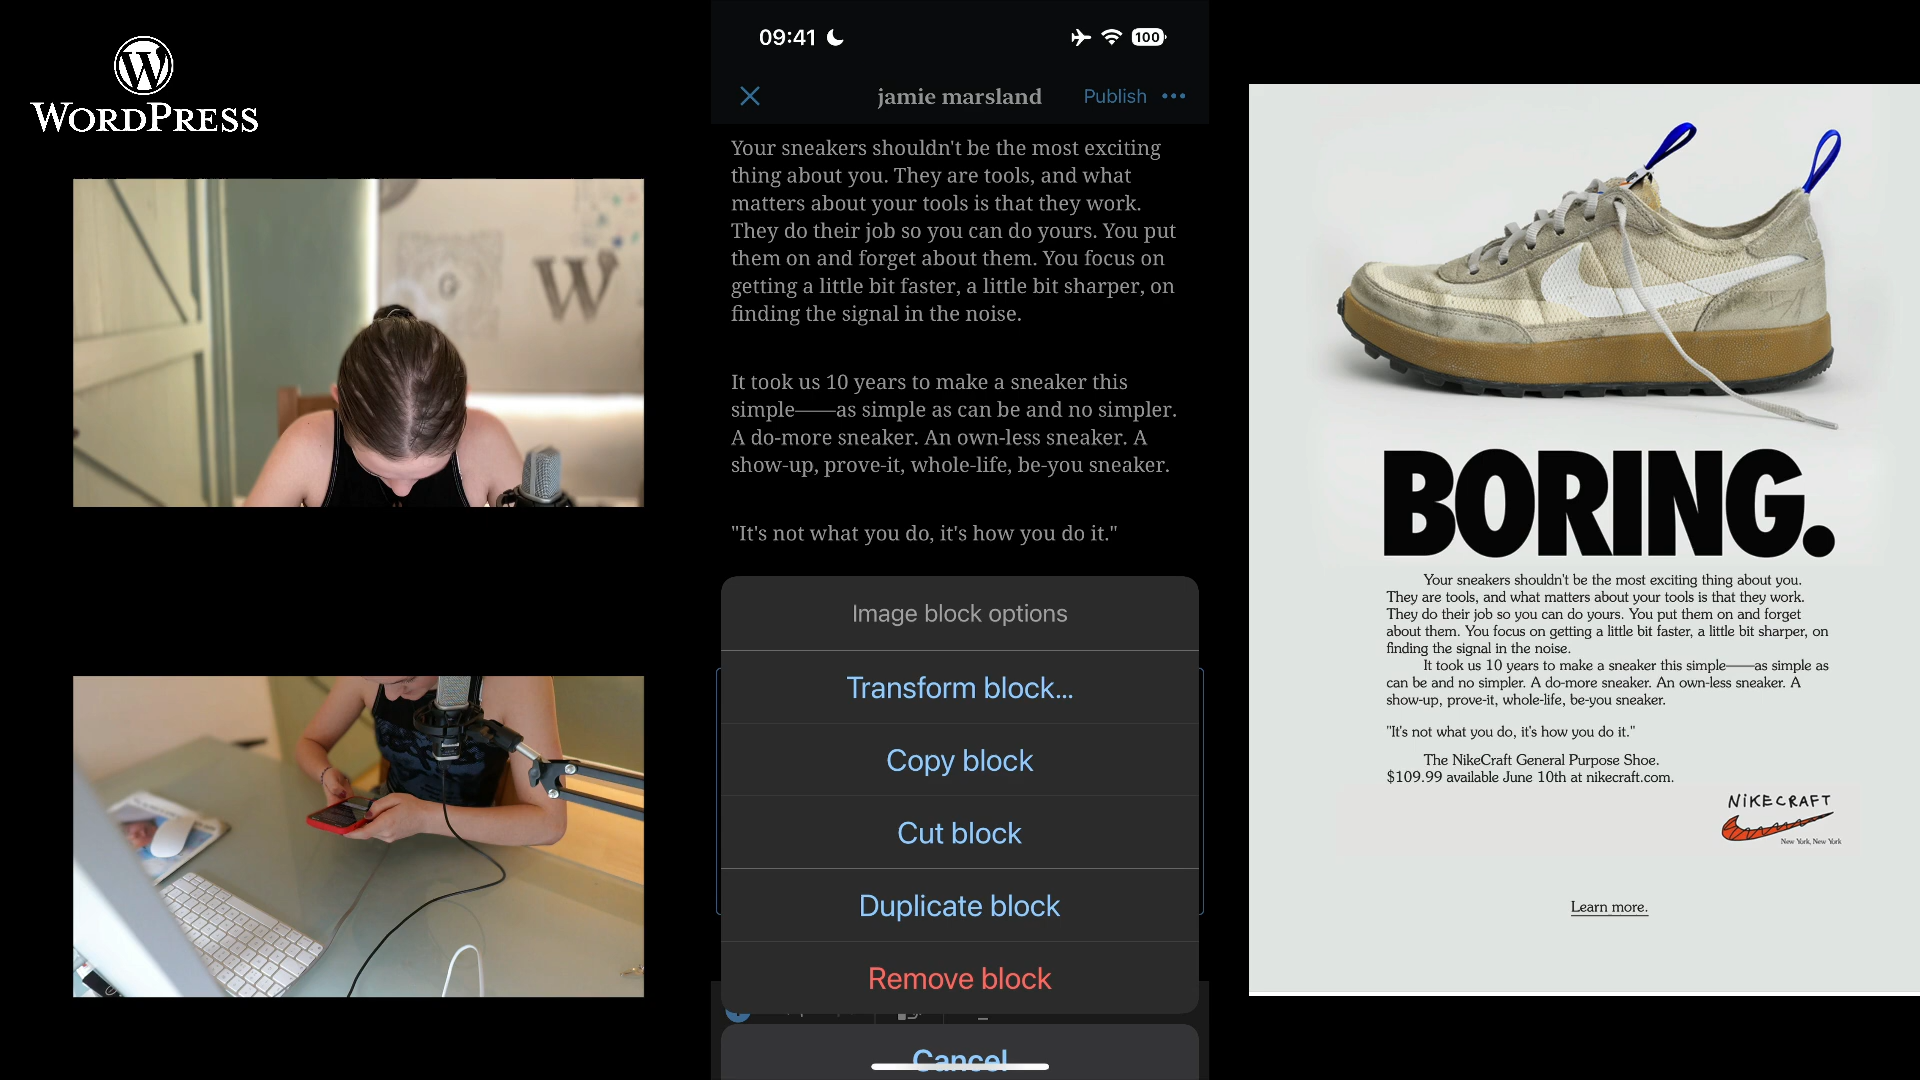 W
WORDPRESS
G
W
09:41
100
jamie marsland
Publish
Your sneakers shouldn't be the most exciting
thing about you. They are tools, and what
matters about your tools is that they work.
They do their job so you can do yours. You put
them on and forget about them. You focus on
getting a little bit faster, a little bit sharper, on
finding the signal in the noise.
It took us 10 years to make a sneaker this
simple——as simple as can be and no simpler.
A do-more sneaker. An own-less sneaker. A
show-up, prove-it, whole-life, be-you sneaker.
"It's not what you do, it's how you do it."
Image block options
Transform block...
Copy block
Cut block
Duplicate block
Remove block
Cancel
BORING.
Your sneakers shouldn't be the most exciting thing about you.
They are tools, and what matters about your tools is that they work.
They do their job so you can do yours. You put them on and forget
about them. You focus on getting a little bit faster, a little bit sharper, on
finding the signal in the noise.
It took us 10 years to make a sneaker this simple——as simple as
can be and no simpler. A do-more sneaker. An own-less sneaker. A
show-up, prove-it, whole-life, be-you sneaker.
"It's not what you do, it's how you do it."
The NikeCraft General Purpose Shoe.
$109.99 available June 10th at nikecraft.com.
NIKECRAFT
New York, New York
Learn more.